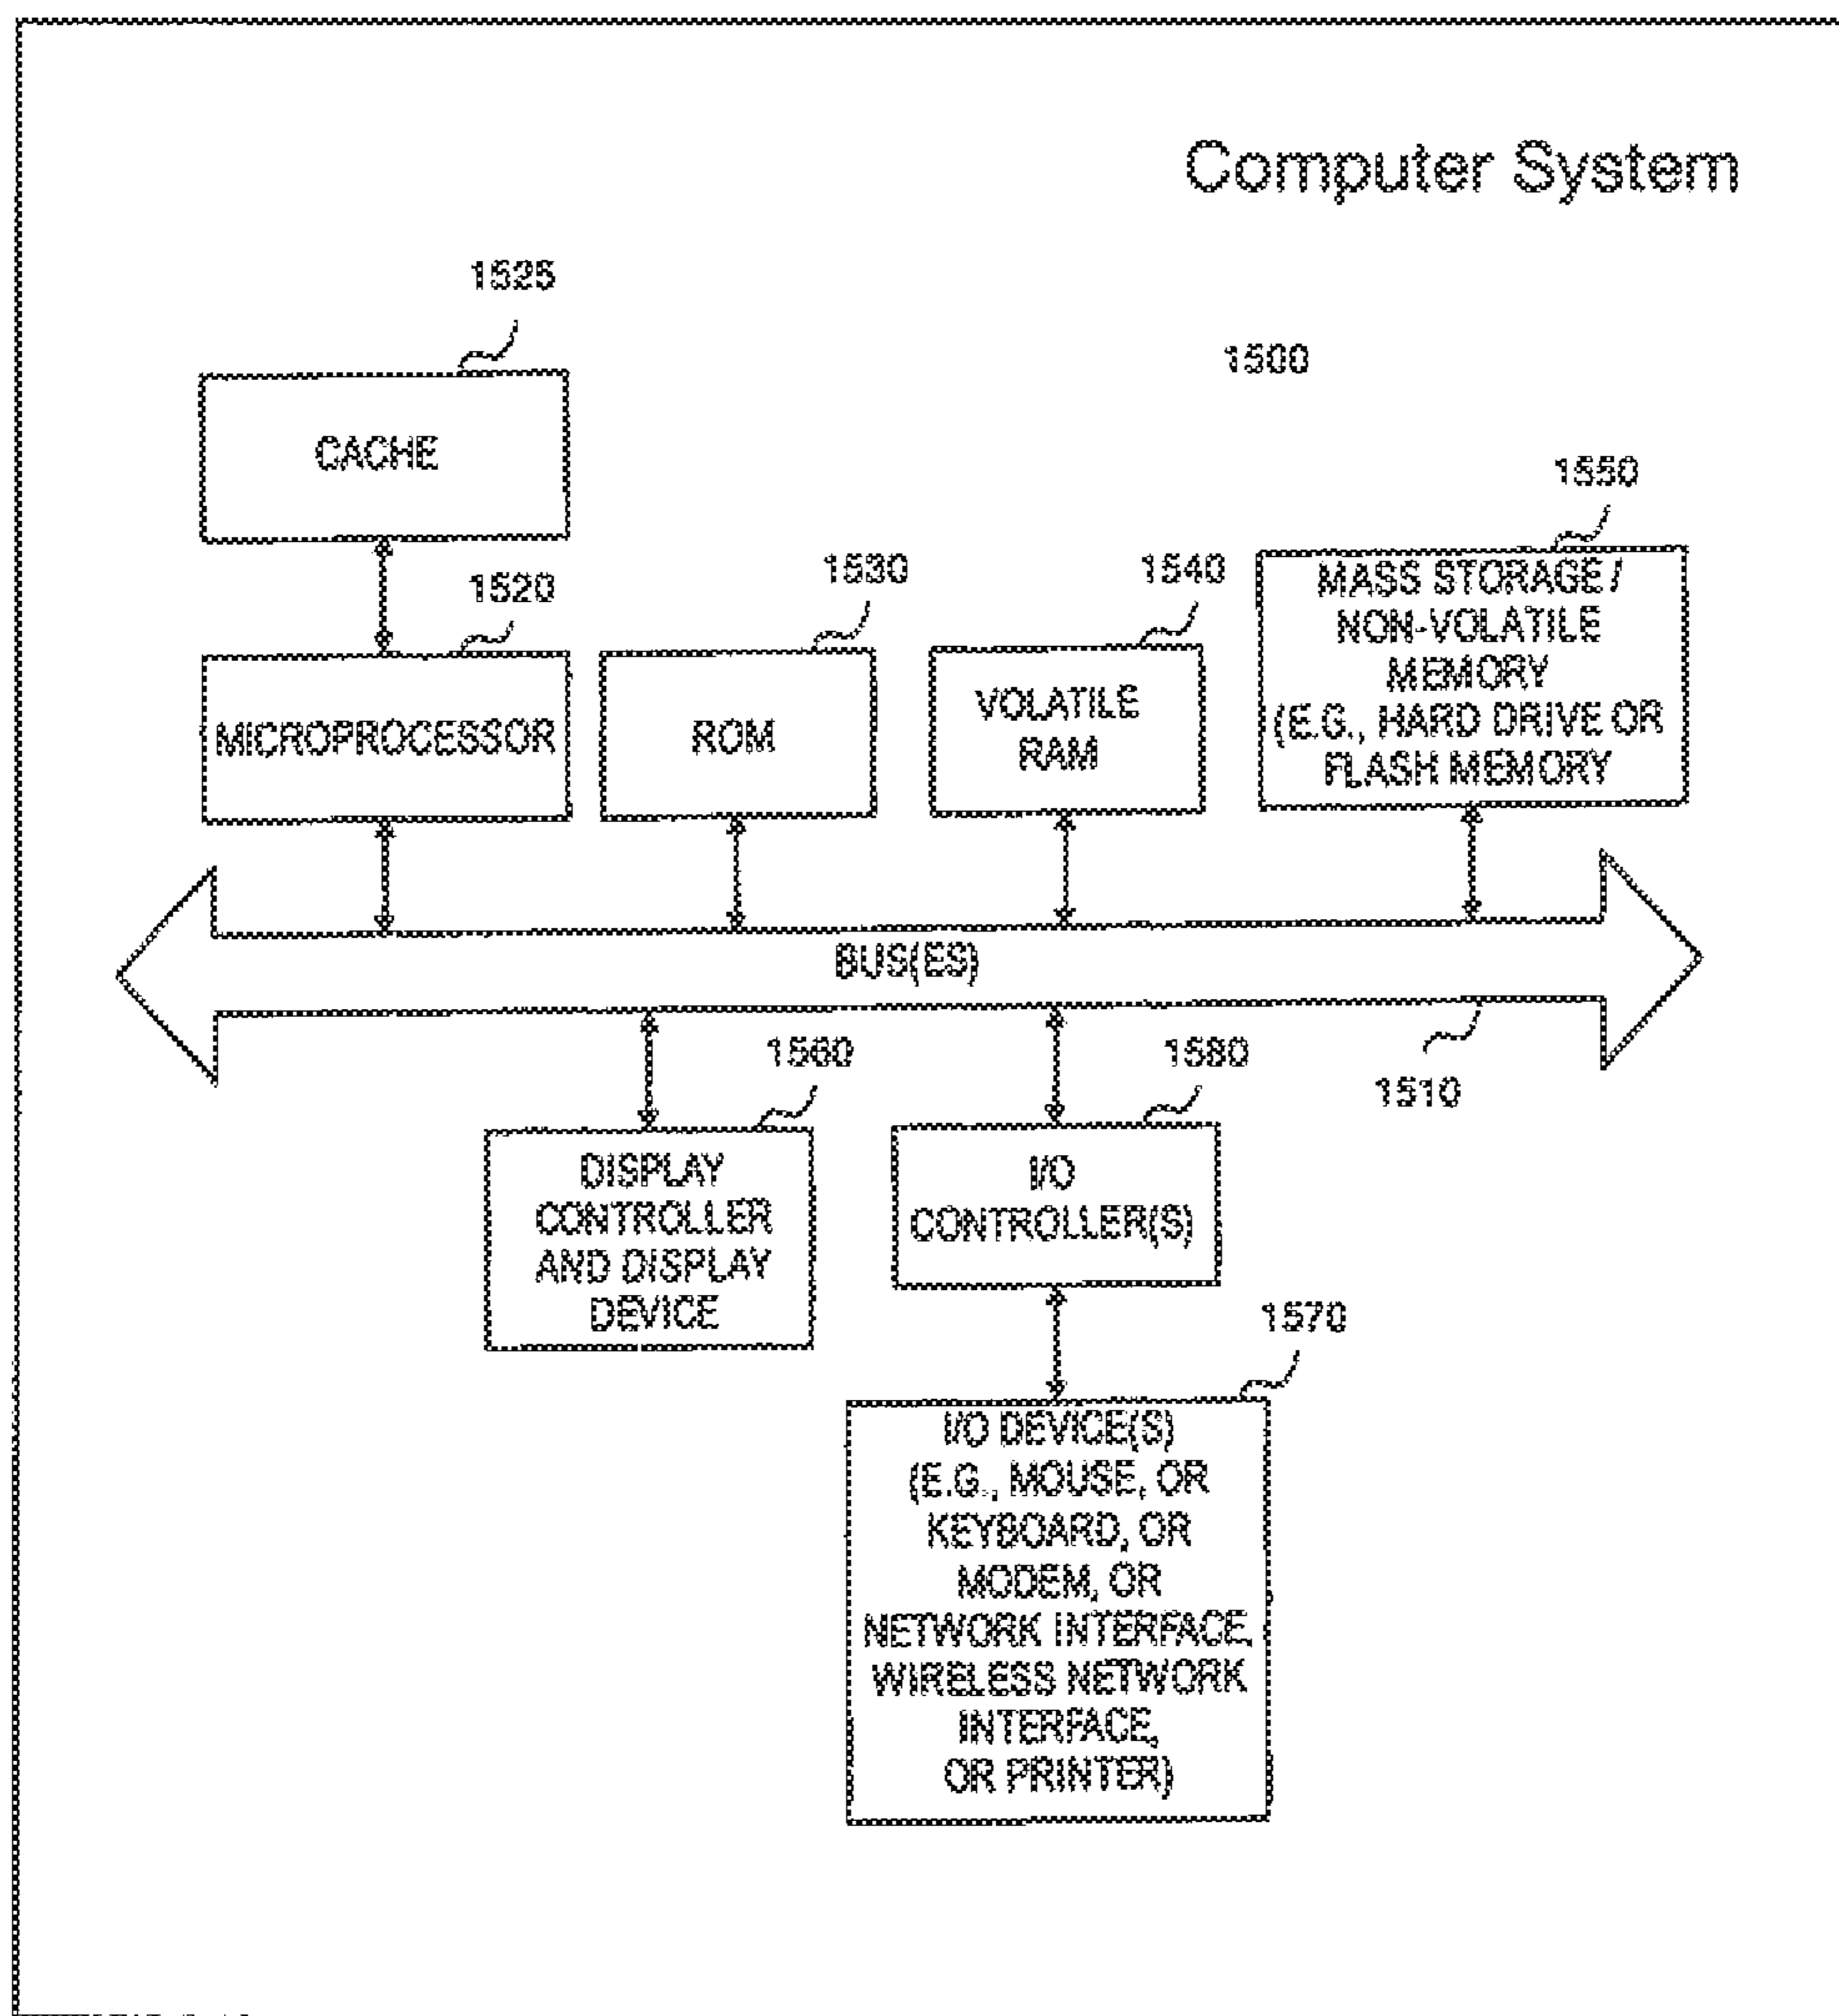 Computer System
1525
1500
CACHE
1550
1520
1530
1540
MASS STORAGE /
NON-VOLATILE
MEMORY
(E.G., HARD DRIVE OR
FLASH MEMORY
MICROPROCESSOR
ROM
VOLATILE
RAM
BUS(ES)
1560
1580
1510
DISPLAY
CONTROLLER
AND DISPLAY
DEVICE
I/O
CONTROLLER(S)
1570
I/O DEVICE(S)
(E.G., MOUSE, OR
KEYBOARD, OR
MODEM, OR
NETWORK INTERFACE,
WIRELESS NETWORK
INTERFACE,
OR PRINTER)